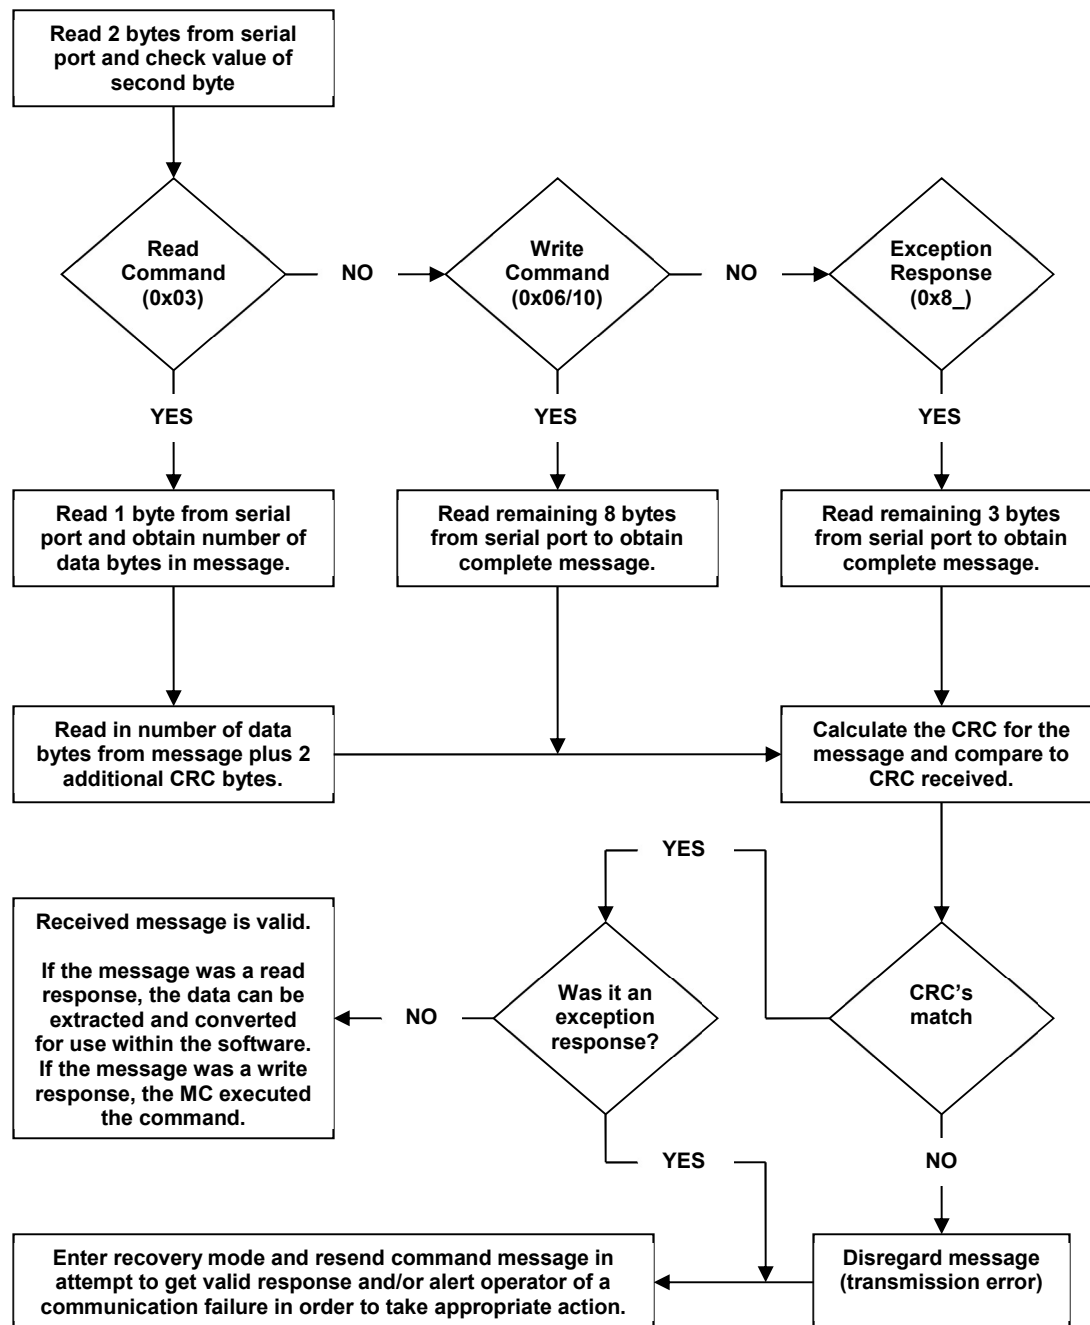 Read 2 bytes from serial
port and check value of
second byte
Read
Command
(0x03)
NO
Write
Command
(0x06/10)
NO
Exception
Response
(0x8_)
YES
YES
YES
Read 1 byte from serial
port and obtain number of
data bytes in message.
Read remaining 8 bytes
from serial port to obtain
complete message.
Read remaining 3 bytes
from serial port to obtain
complete message.
Read in number of data
bytes from message plus 2
additional CRC bytes.
Calculate the CRC for the
message and compare to
CRC received.
YES
Received message is valid.
If the message was a read
response, the data can be
extracted and converted
for use within the software.
If the message was a write
response, the MC executed
the command.
NO
Was it an
exception
response?
CRC's
match
YES
NO
Enter recovery mode and resend command message in
attempt to get valid response and/or alert operator of a
communication failure in order to take appropriate action.
Disregard message
(transmission error)